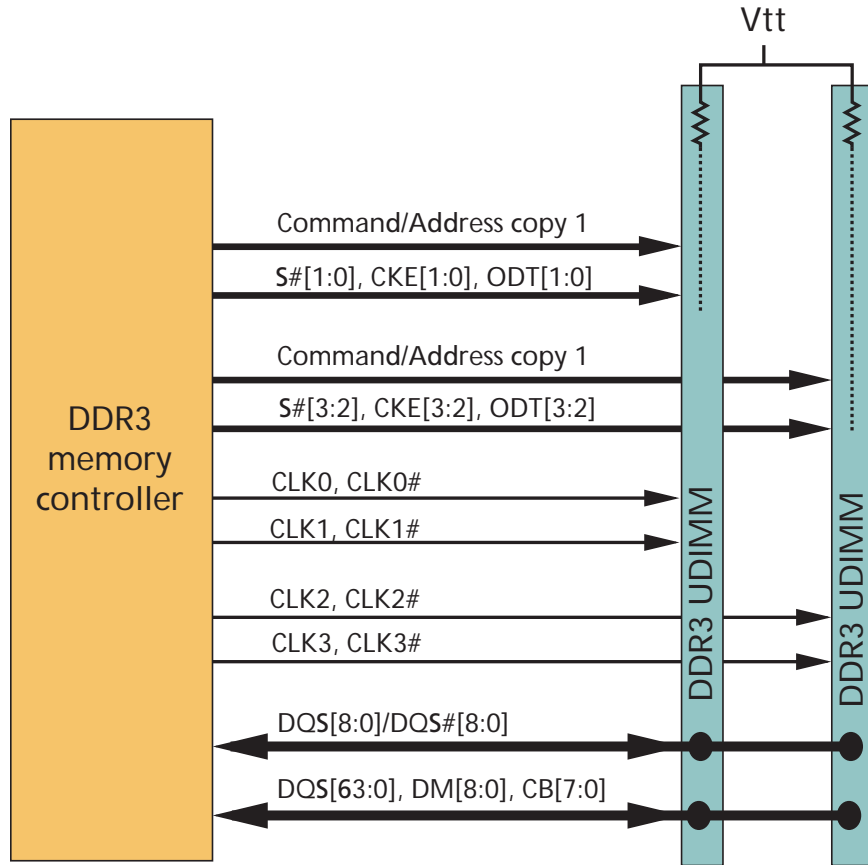 Vtt
Command/Address copy 1
S#[1:0], CKE[1:0], ODT[1:0]
Command/Address copy 1
S#[3:2], CKE[3:2], ODT[3:2]
DDR3
memory
controller
CLK0, CLK0#
CLK1, CLK1#
CLK2, CLK2#
CLK3, CLK3#
DQS[8:0]/DQS#[8:0]
DQS[63:0], DM[8:0], CB[7:0]
DDR3 UDIMM
DDR3 UDIMM